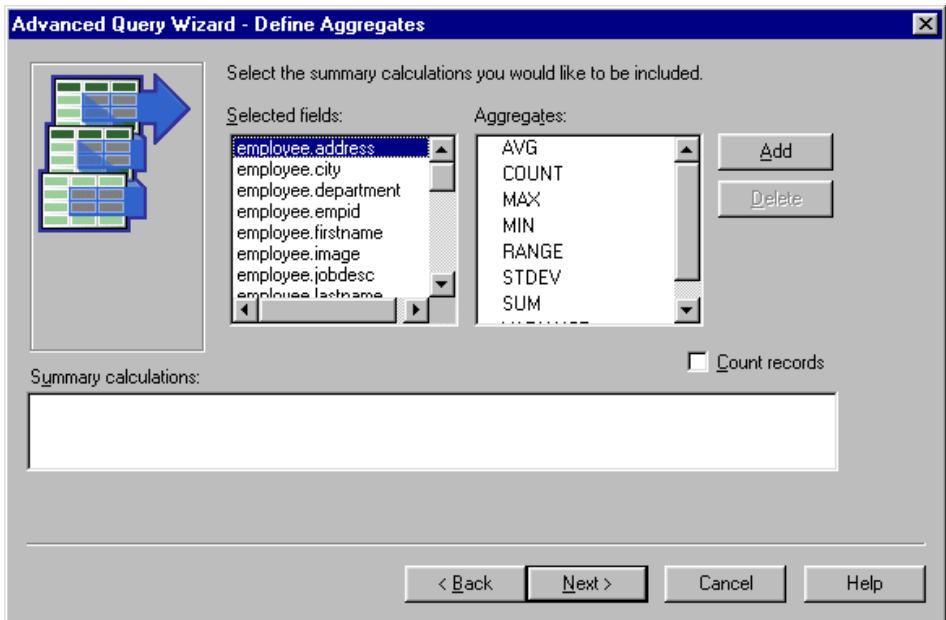 Advanced Query Wizard - Define Aggregates
Select the summary calculations you would like to be included.
Selected fields:
employee.address
employee.city
employee.department
employee.empid
employee.firstname
employee.image
employee.jobdesc
employee.lastname
Aggregates:
AVG
COUNT
MAX
MIN
RANGE
STDEV
SUM
Add
Delete
Count records
Summary calculations:
< Back
Next >
Cancel
Help